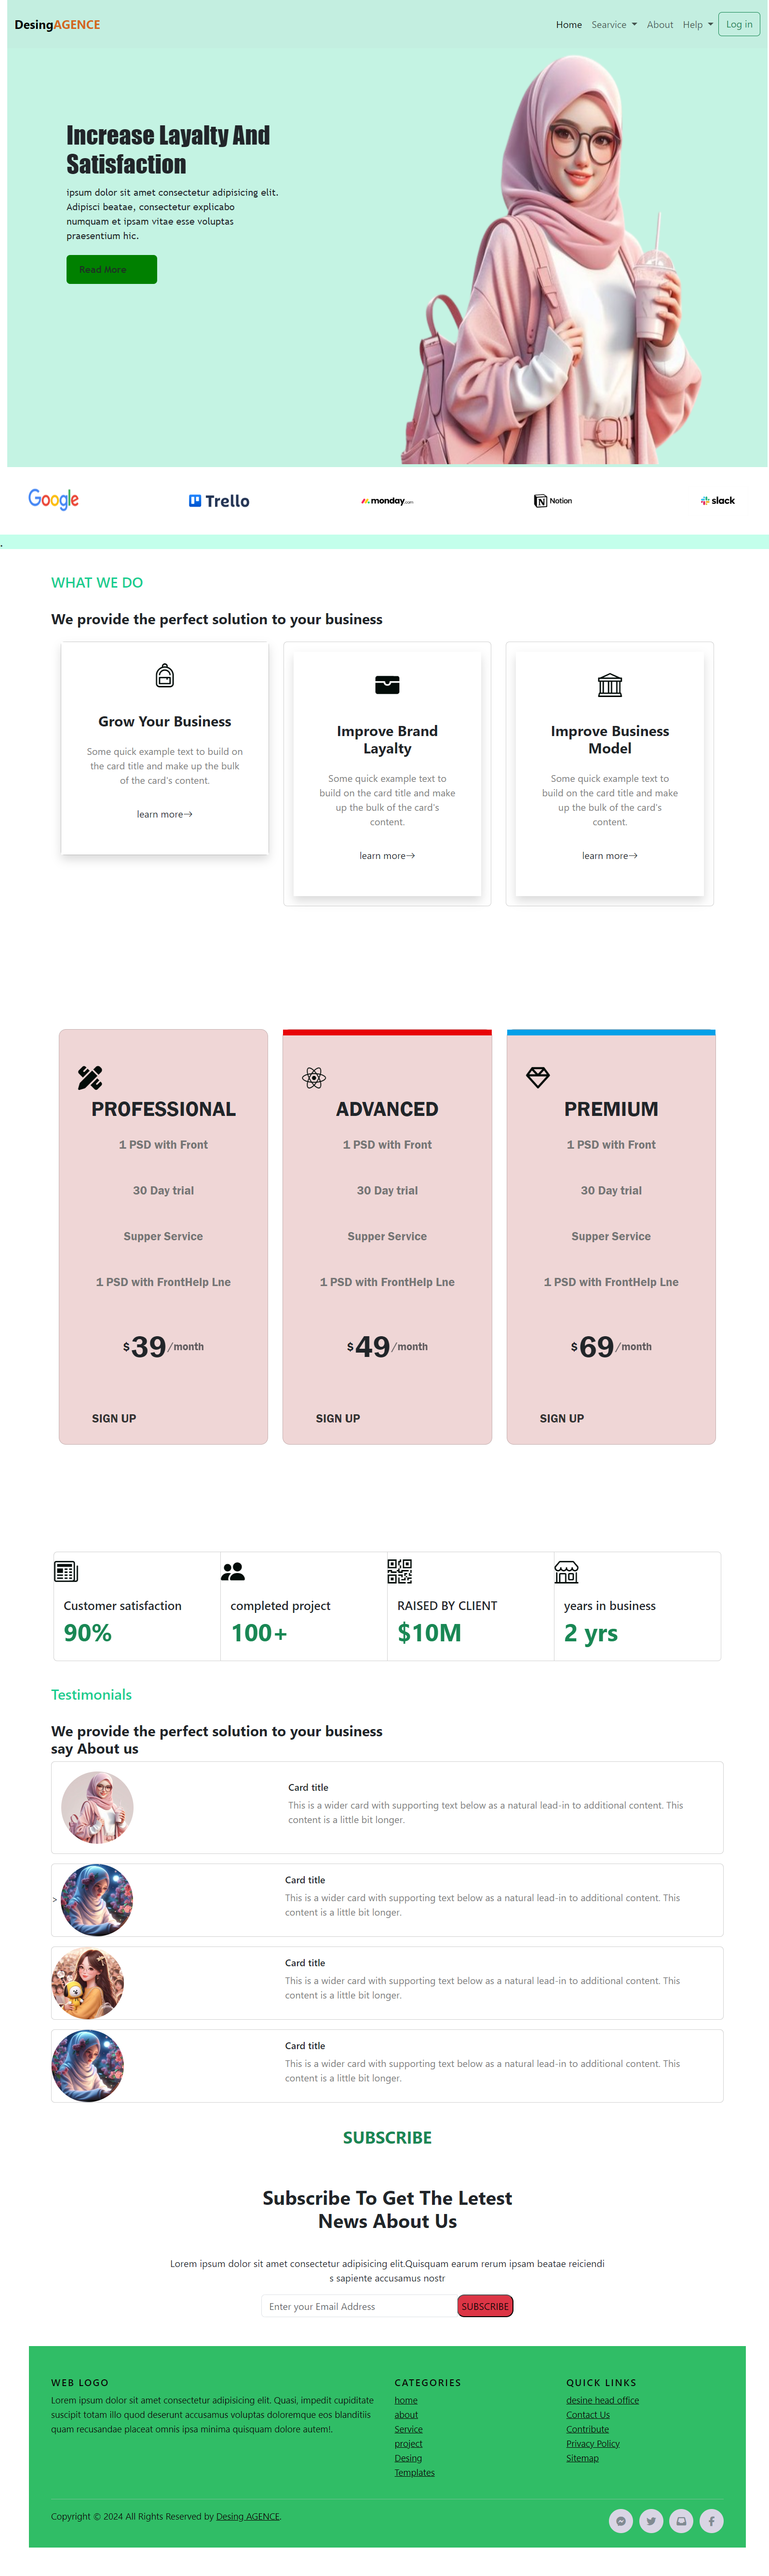 DesingAGENCE
Home Searvice About Help Log in
Increase Layalty And
Satisfaction
ipsum dolor sit amet consectetur adipisicing elit.
Adipisci beatae, consectetur explicabo
numquam et ipsam vitae esse voluptas
praesentium hic.
Read More
Google Trello monday.com Notion slack
.
WHAT WE DO
We provide the perfect solution to your business
Grow Your Business
Some quick example text to build on
the card title and make up the bulk
of the card's content.
learn more→
Improve Brand
Layalty
Some quick example text to
build on the card title and make
up the bulk of the card's
content.
learn more→
Improve Business
Model
Some quick example text to
build on the card title and make
up the bulk of the card's
content.
learn more→
PROFESSIONAL
1 PSD with Front
30 Day trial
Supper Service
1 PSD with FrontHelp Lne
$39/month
SIGN UP
ADVANCED
1 PSD with Front
30 Day trial
Supper Service
1 PSD with FrontHelp Lne
$49/month
SIGN UP
PREMIUM
1 PSD with Front
30 Day trial
Supper Service
1 PSD with FrontHelp Lne
$69/month
SIGN UP
Customer satisfaction
90%
completed project
100+
RAISED BY CLIENT
$10M
years in business
2 yrs
Testimonials
We provide the perfect solution to your business
say About us
Card title
This is a wider card with supporting text below as a natural lead-in to additional content. This
content is a little bit longer.
>
Card title
This is a wider card with supporting text below as a natural lead-in to additional content. This
content is a little bit longer.
Card title
This is a wider card with supporting text below as a natural lead-in to additional content. This
content is a little bit longer.
Card title
This is a wider card with supporting text below as a natural lead-in to additional content. This
content is a little bit longer.
SUBSCRIBE
Subscribe To Get The Letest
News About Us
Lorem ipsum dolor sit amet consectetur adipisicing elit.Quisquam earum rerum ipsam beatae reiciendi
s sapiente accusamus nostr
Enter your Email Address SUBSCRIBE
WEB LOGO
Lorem ipsum dolor sit amet consectetur adipisicing elit. Quasi, impedit cupiditate
suscipit totam illo quod deserunt accusamus voluptas doloremque eos blanditiis
quam recusandae placeat omnis ipsa minima quisquam dolore autem!.
CATEGORIES
home
about
Service
project
Desing
Templates
QUICK LINKS
desine head office
Contact Us
Contribute
Privacy Policy
Sitemap
Copyright © 2024 All Rights Reserved by Desing AGENCE.